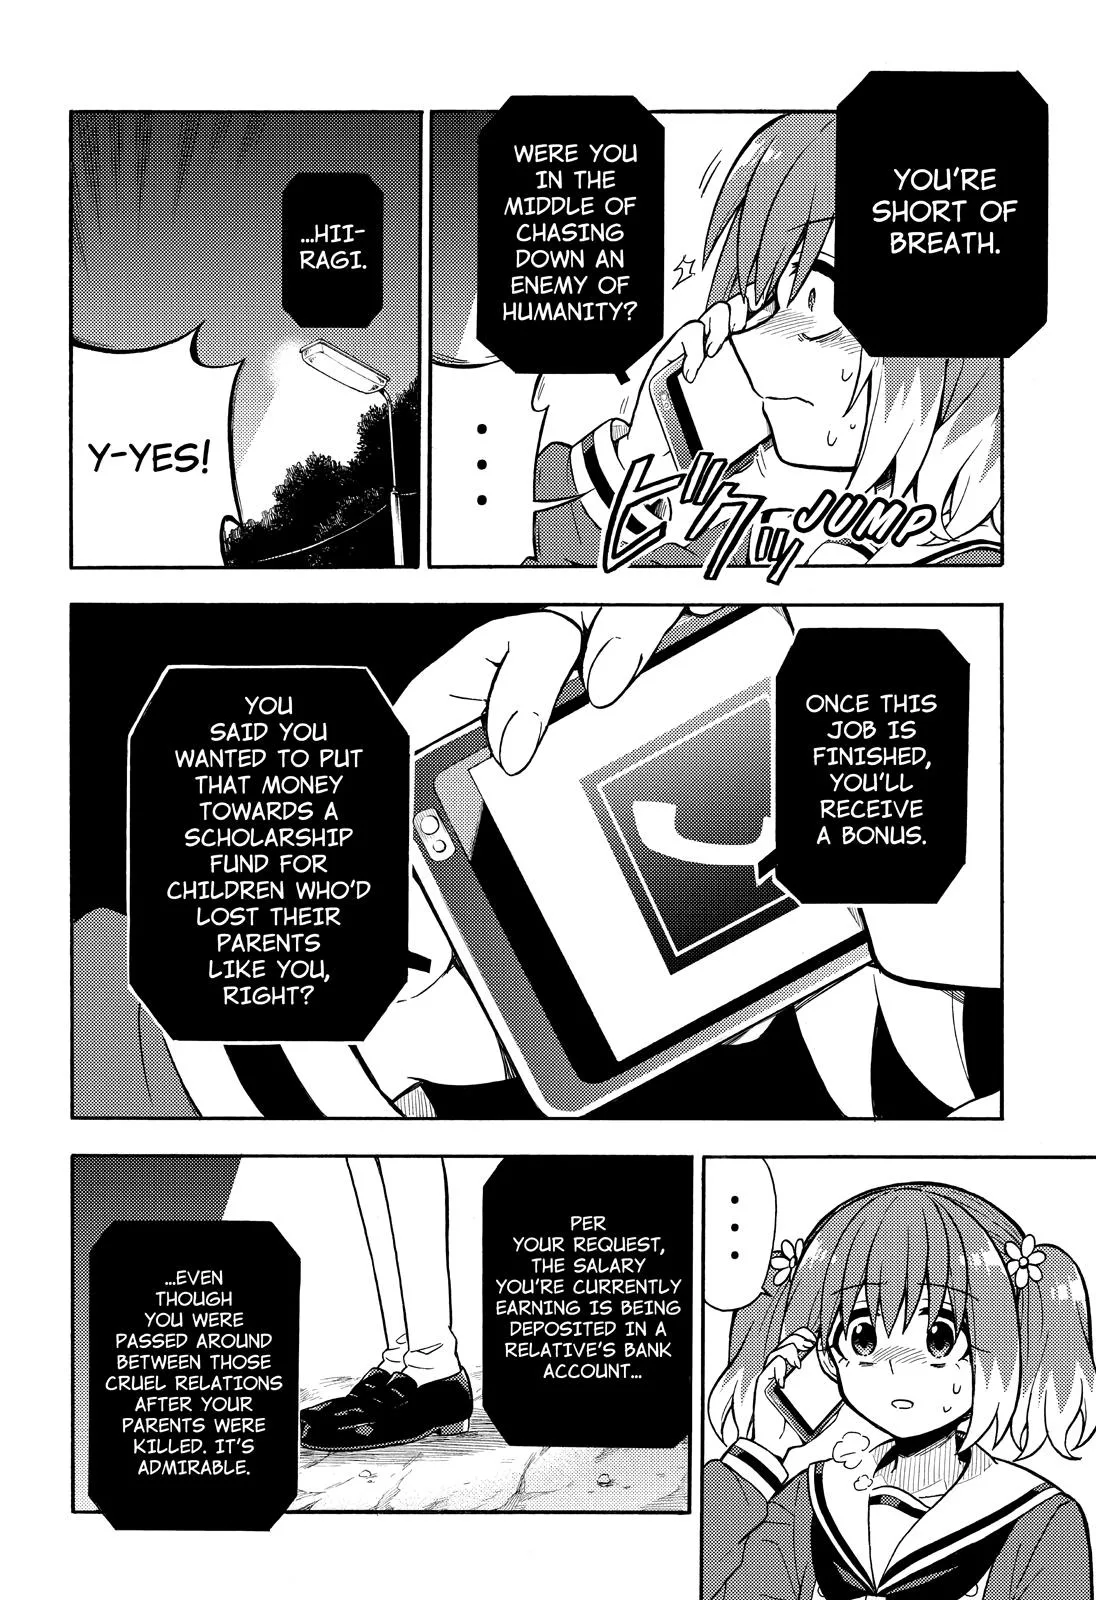 YOU'RE
SHORT OF
BREATH.
WERE YOU
IN THE
MIDDLE OF
CHASING
DOWN AN
ENEMY OF
HUMANITY?
ビクッ
JUMP
...HII-
RAGI.
Y-YES!
ONCE THIS
JOB IS
FINISHED,
YOU'LL
RECEIVE
A BONUS.
YOU
SAID YOU
WANTED TO PUT
THAT MONEY
TOWARDS A
SCHOLARSHIP
FUND FOR
CHILDREN WHO'D
LOST THEIR
PARENTS
LIKE YOU,
RIGHT?
...
PER
YOUR REQUEST,
THE SALARY
YOU'RE CURRENTLY
EARNING IS BEING
DEPOSITED IN A
RELATIVE'S BANK
ACCOUNT...
...EVEN
THOUGH
YOU WERE
PASSED AROUND
BETWEEN THOSE
CRUEL RELATIONS
AFTER YOUR
PARENTS WERE
KILLED. IT'S
ADMIRABLE.